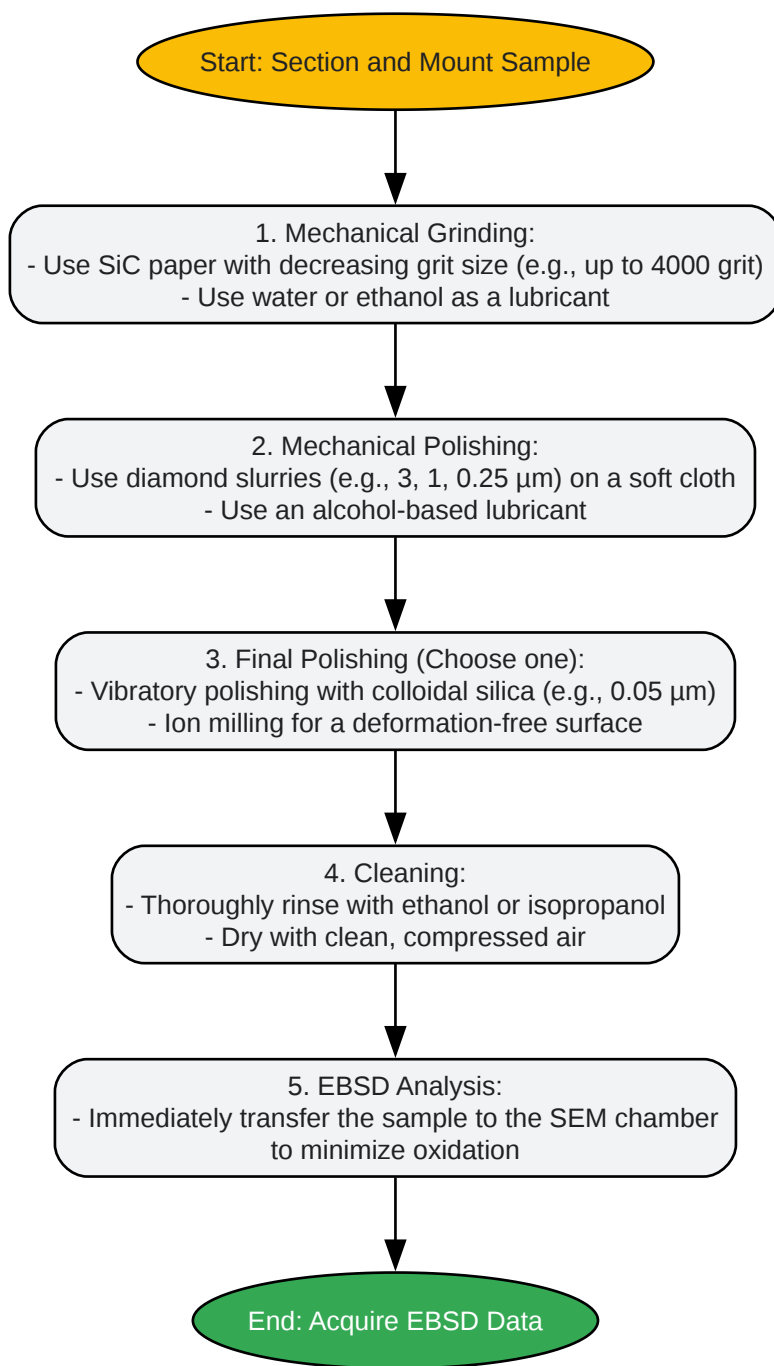 Start: Section and Mount Sample
1. Mechanical Grinding:
- Use SiC paper with decreasing grit size (e.g., up to 4000 grit)
- Use water or ethanol as a lubricant
2. Mechanical Polishing:
- Use diamond slurries (e.g., 3, 1, 0.25 µm) on a soft cloth
- Use an alcohol-based lubricant
3. Final Polishing (Choose one):
- Vibratory polishing with colloidal silica (e.g., 0.05 µm)
- Ion milling for a deformation-free surface
4. Cleaning:
- Thoroughly rinse with ethanol or isopropanol
- Dry with clean, compressed air
5. EBSD Analysis:
- Immediately transfer the sample to the SEM chamber
to minimize oxidation
End: Acquire EBSD Data